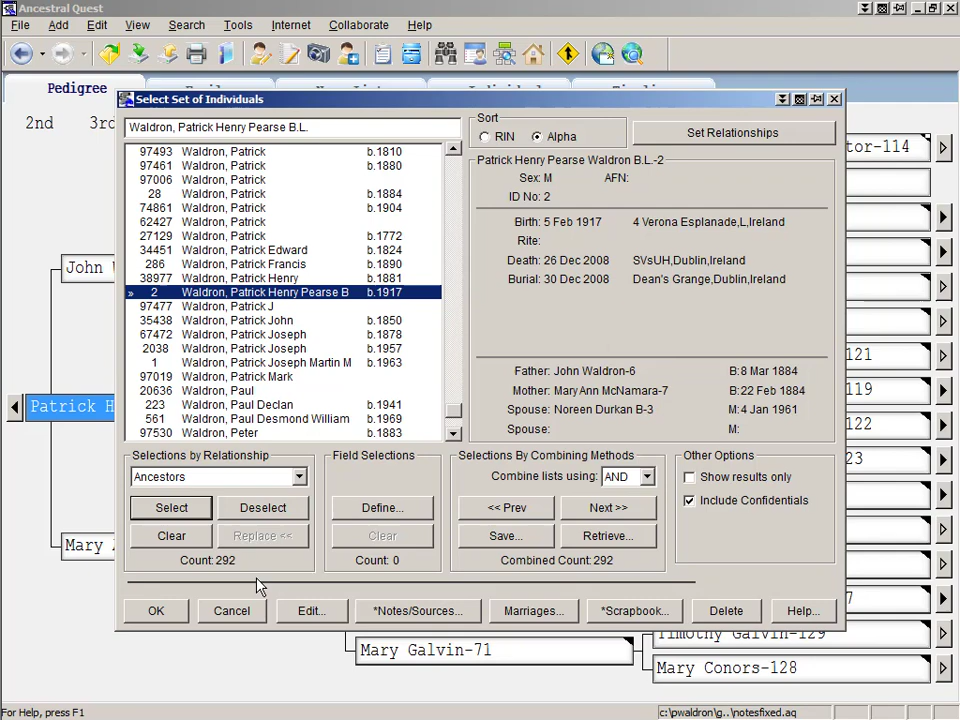 Ancestral Quest
File Add Edit View Search Tools Internet Collaborate Help
Pedigree
2nd 3rd
Select Set of Individuals
Waldron, Patrick Henry Pearse B.L.
97493 Waldron, Patrick b.1810
97461 Waldron, Patrick b.1880
97006 Waldron, Patrick
28 Waldron, Patrick b.1884
74861 Waldron, Patrick b.1904
62427 Waldron, Patrick
27129 Waldron, Patrick b.1772
34451 Waldron, Patrick Edward b.1824
286 Waldron, Patrick Francis b.1890
38977 Waldron, Patrick Henry b.1881
» 2 Waldron, Patrick Henry Pearse B b.1917
97477 Waldron, Patrick J
35438 Waldron, Patrick John b.1850
67472 Waldron, Patrick Joseph b.1878
2038 Waldron, Patrick Joseph b.1957
1 Waldron, Patrick Joseph Martin M b.1963
97019 Waldron, Patrick Mark
20636 Waldron, Paul
223 Waldron, Paul Declan b.1941
561 Waldron, Paul Desmond William b.1969
97530 Waldron, Peter b.1883
Sort
RIN Alpha
Set Relationships
Patrick Henry Pearse Waldron B.L.-2
Sex: M AFN:
ID No: 2
Birth: 5 Feb 1917 4 Verona Esplanade,L,Ireland
Rite:
Death: 26 Dec 2008 SVsUH,Dublin,Ireland
Burial: 30 Dec 2008 Dean's Grange,Dublin,Ireland
Father: John Waldron-6 B:8 Mar 1884
Mother: Mary Ann McNamara-7 B:22 Feb 1884
Spouse: Noreen Durkan B-3 M:4 Jan 1961
Spouse: M:
Selections by Relationship
Ancestors
Select Deselect
Clear Replace <<
Count: 292
Field Selections
Define...
Clear
Count: 0
Selections By Combining Methods
Combine lists using: AND
<< Prev Next >>
Save... Retrieve...
Combined Count: 292
Other Options
Show results only
Include Confidentials
OK Cancel Edit... *Notes/Sources... Marriages... *Scrapbook... Delete Help...
John
Patrick H
Mary
tor-114
121
119
122
23
7
Timothy Galvin-129
Mary Galvin-71
Mary Conors-128
For Help, press F1
c:\pwaldron\g..\notesfixed.aq